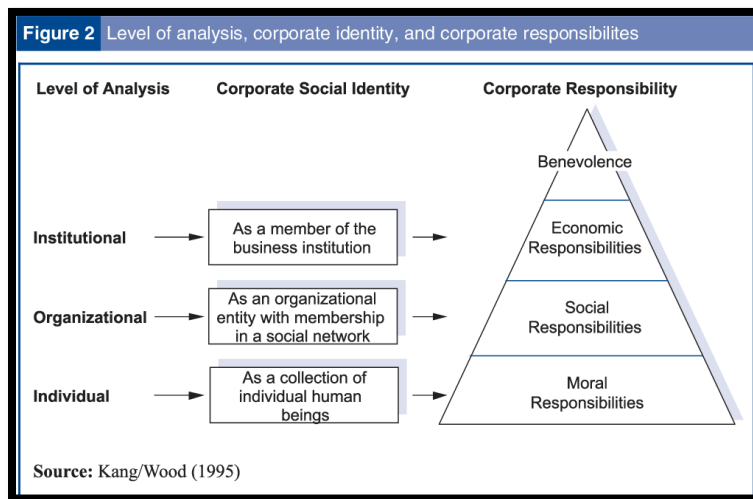 Figure 2 Level of analysis, corporate identity, and corporate responsibilites
Level of Analysis Corporate Social Identity Corporate Responsibility
Benevolence
Institutional
As a member of the
business institution
Economic
Responsibilities
Organizational
As an organizational
entity with membership
in a social network
Social
Responsibilities
Individual
As a collection of
individual human
beings
Moral
Responsibilities
Source: Kang/Wood (1995)